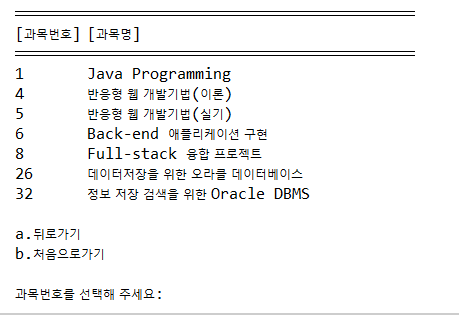 [과목번호] [과목명]
1 Java Programming
4 반응형 웹 개발기법(이론)
5 반응형 웹 개발기법(실기)
6 Back-end 애플리케이션 구현
8 Full-stack 융합 프로젝트
26 데이터저장을 위한 오라클 데이터베이스
32 정보 저장 검색을 위한 Oracle DBMS
a.뒤로가기
b.처음으로가기
과목번호를 선택해 주세요: